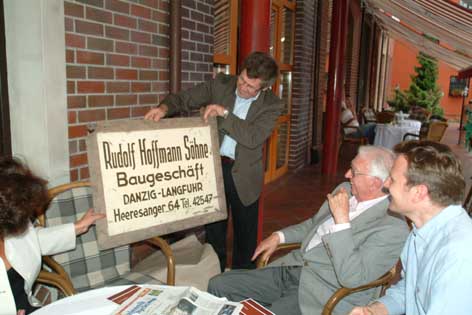 Rudolf Hoffmann Söhne.
Baugeschäft
DANZIG-LANGFUHR
Heeresanger 64 Tel. 42547